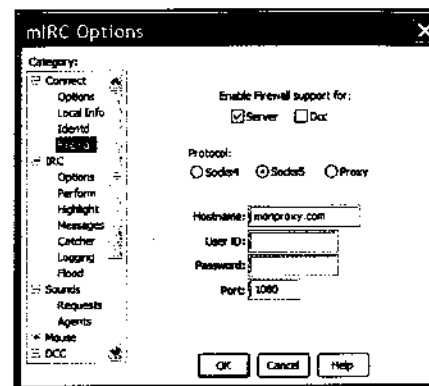 mIRC Options
Category:
Connect
Options
Local Info
Identd
IRC
Options
Perform
Highlight
Messages
Catcher
Logging
Flood
Sounds
Requests
Agents
Mouse
DCC
Enable Firewall support for:
Server Dcc
Protocol:
Socks4 Socks5 Proxy
Hostname: monproxy.com
User ID:
Password:
Port: 1080
OK Cancel Help